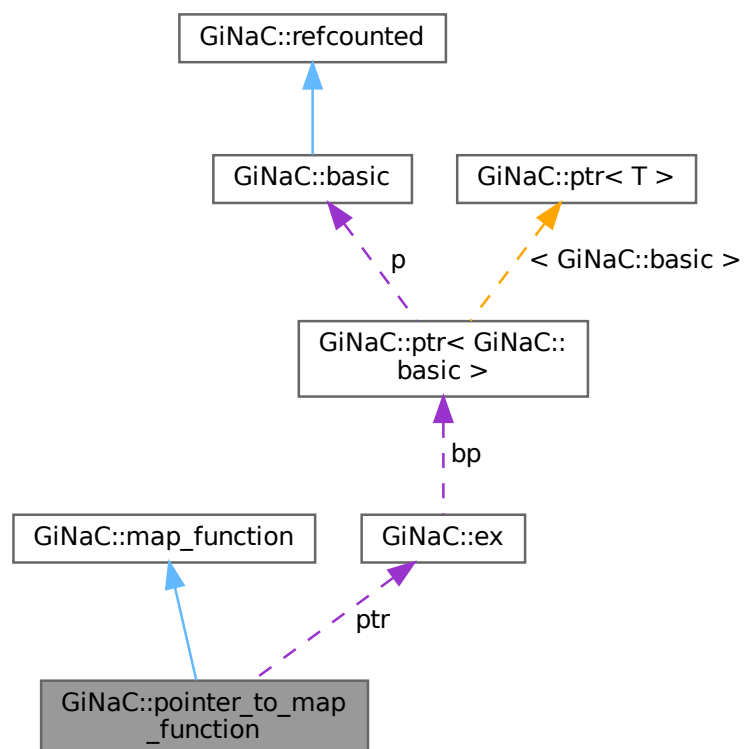 GiNaC::refcounted
GiNaC::basic
GiNaC::ptr< T >
p
< GiNaC::basic >
GiNaC::ptr< GiNaC::
basic >
bp
GiNaC::map_function
GiNaC::ex
ptr
GiNaC::pointer_to_map
_function